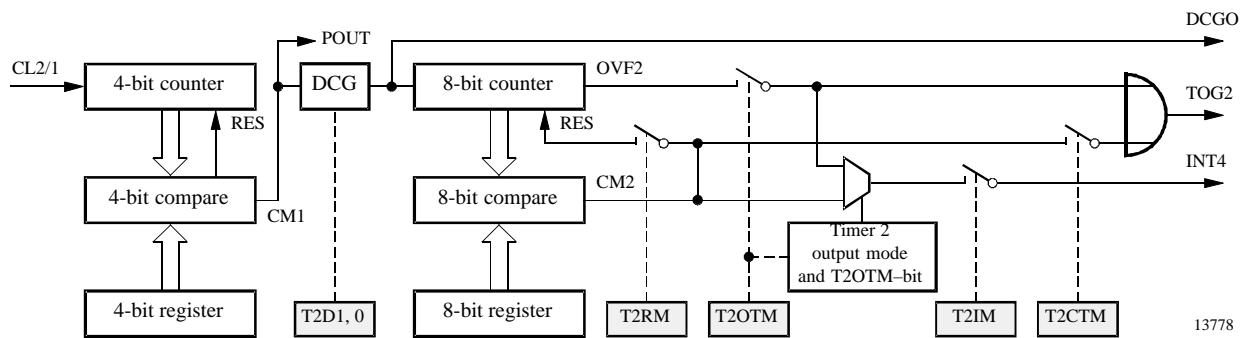 DCGO
POUT
CL2/1
4-bit counter
DCG
8-bit counter
OVF2
TOG2
RES
RES
INT4
4-bit compare
CM1
8-bit compare
CM2
Timer 2
output mode
and T2OTM–bit
4-bit register
T2D1, 0
8-bit register
T2RM
T2OTM
T2IM
T2CTM
13778